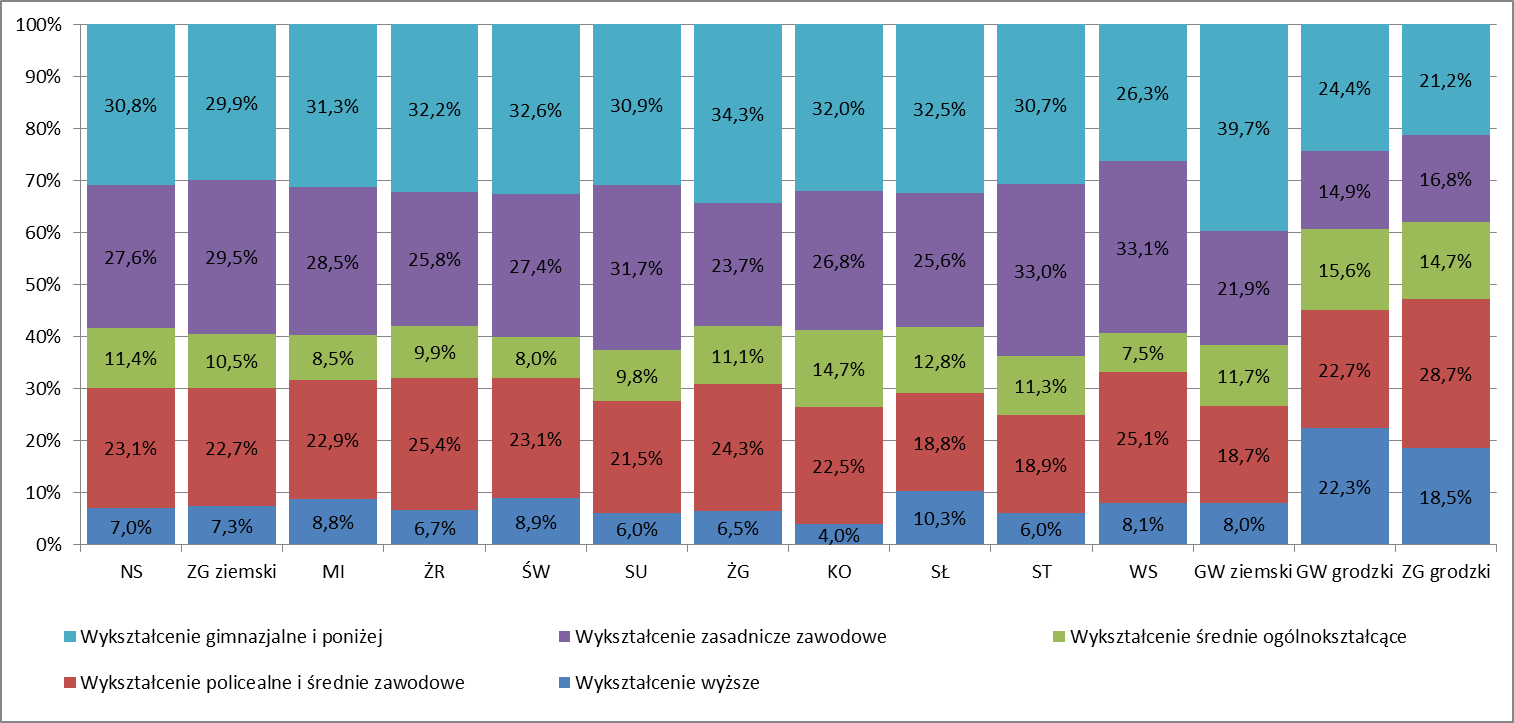 100%
90%
80%
70%
60%
50%
40%
30%
20%
10%
0%
30,8% 29,9% 31,3% 32,2% 32,6% 30,9% 34,3% 32,0% 32,5% 30,7% 26,3% 39,7% 24,4% 21,2%
27,6% 29,5% 28,5% 25,8% 27,4% 31,7% 23,7% 26,8% 25,6% 33,0% 33,1% 21,9% 14,9% 16,8%
11,4% 10,5% 8,5% 9,9% 8,0% 9,8% 11,1% 14,7% 12,8% 11,3% 7,5% 11,7% 15,6% 14,7%
23,1% 22,7% 22,9% 25,4% 23,1% 21,5% 24,3% 22,5% 18,8% 18,9% 25,1% 18,7% 22,7% 28,7%
7,0% 7,3% 8,8% 6,7% 8,9% 6,0% 6,5% 4,0% 10,3% 6,0% 8,1% 8,0% 22,3% 18,5%
NS ZG ziemski MI ŻR ŚW SU ŻG KO SŁ ST WS GW ziemski GW grodzki ZG grodzki
Wykształcenie gimnazjalne i poniżej Wykształcenie zasadnicze zawodowe Wykształcenie średnie ogólnokształcące
Wykształcenie policealne i średnie zawodowe Wykształcenie wyższe